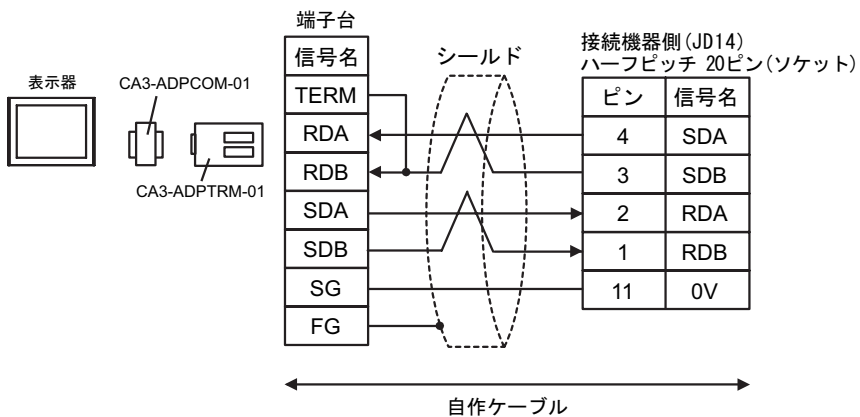 表示器
CA3-ADPCOM-01
CA3-ADPTRM-01
端子台
信号名
TERM
RDA
RDB
SDA
SDB
SG
FG
シールド
接続機器側(JD14)
ハーフピッチ 20ピン(ソケット)
ピン 信号名
4 SDA
3 SDB
2 RDA
1 RDB
11 0V
自作ケーブル